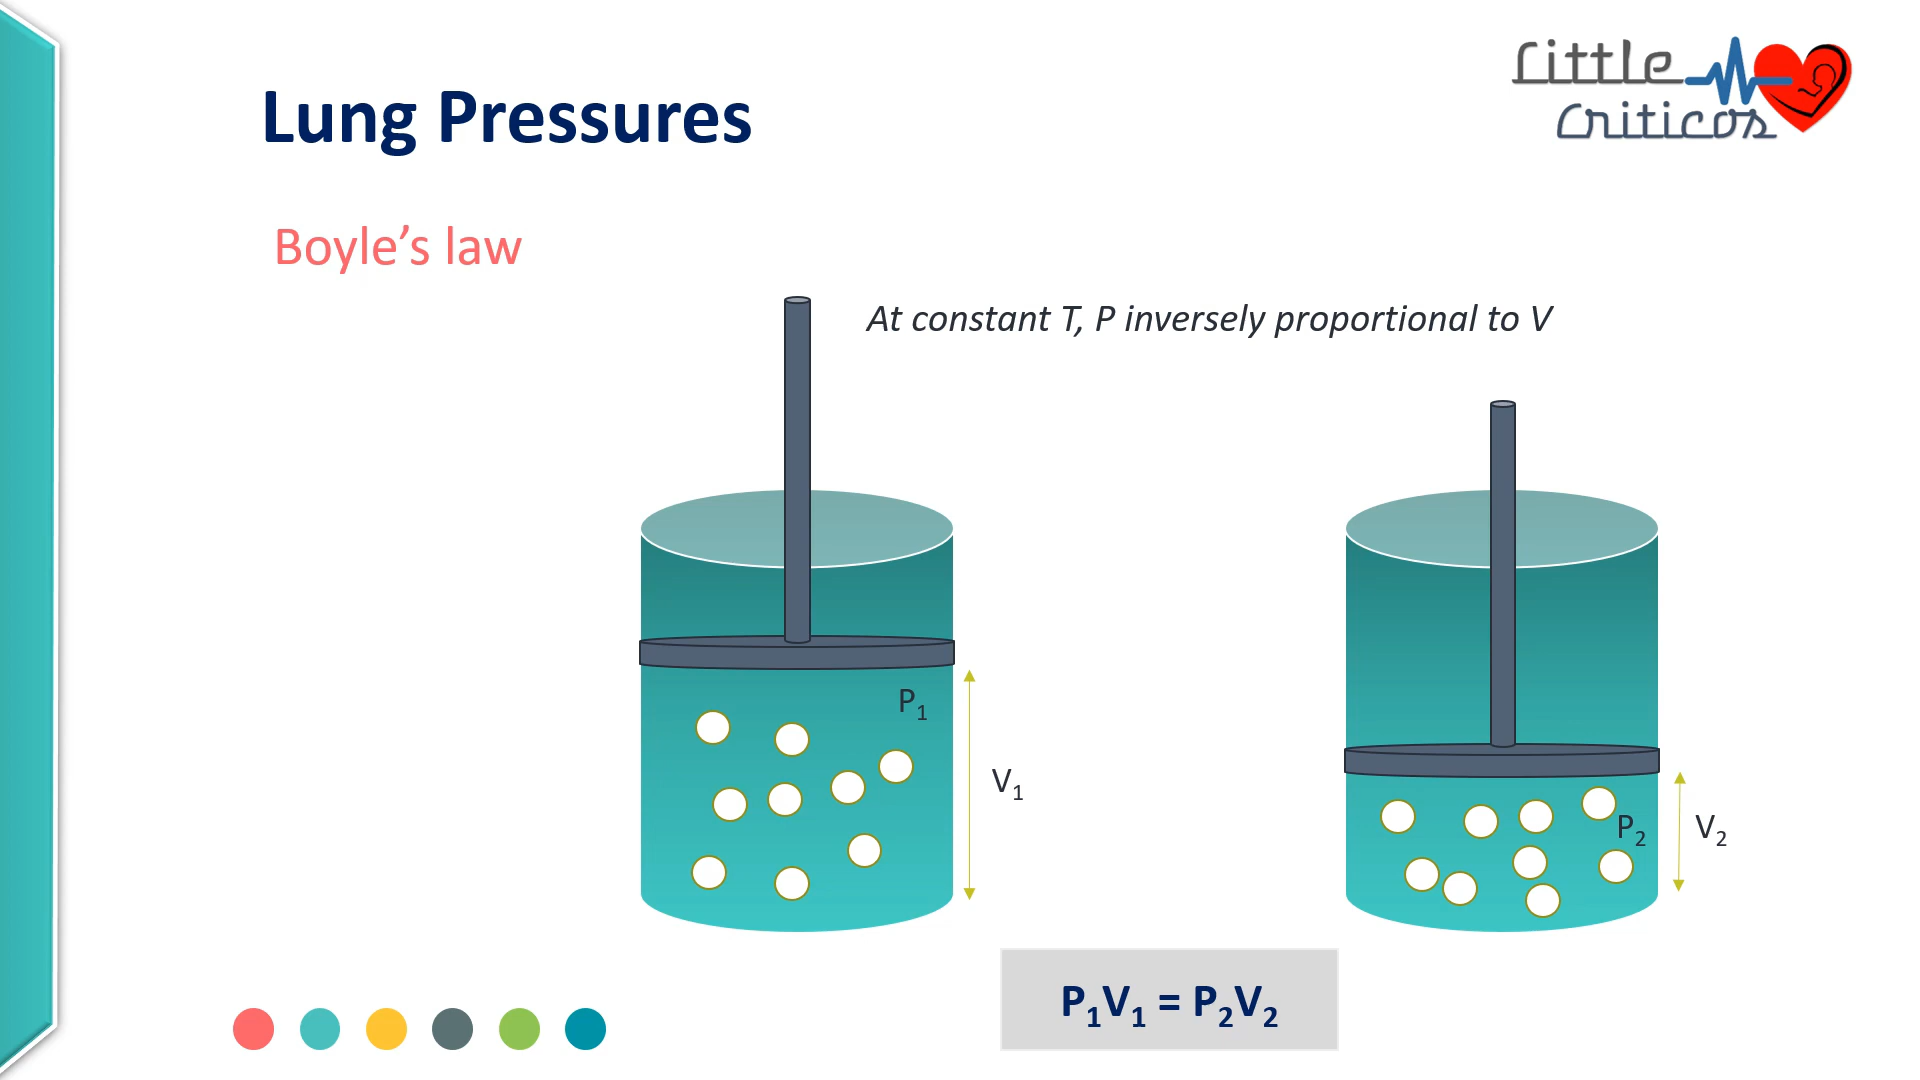 Little
Criticos
Lung Pressures
Boyle’s law
At constant T, P inversely proportional to V
P₁
V₁
P₂
V₂
P₁V₁ = P₂V₂